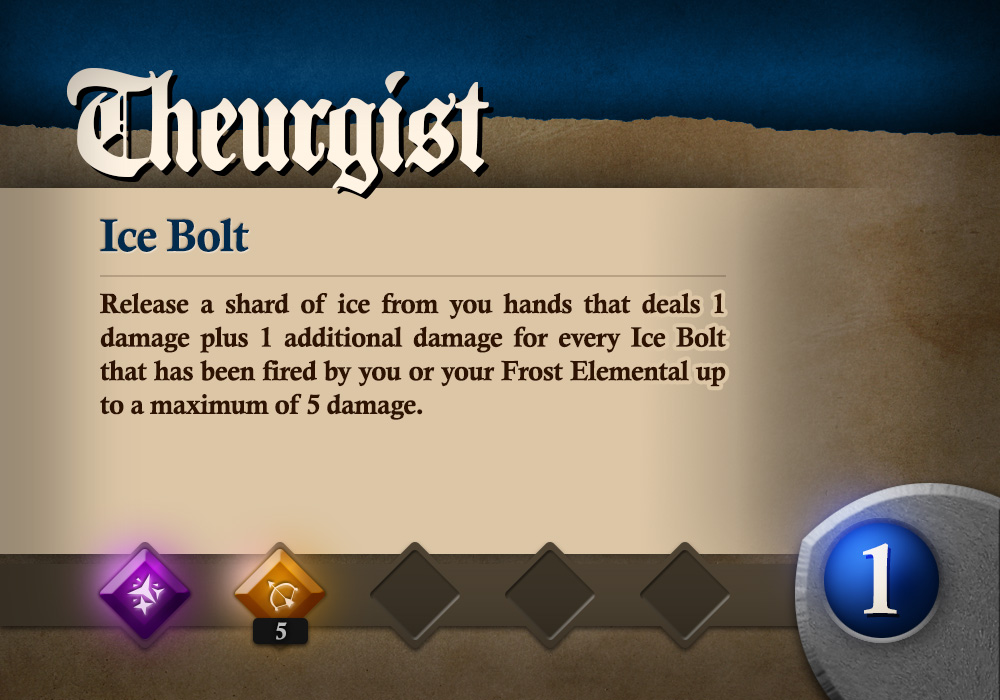 Theurgist
Ice Bolt
Release a shard of ice from you hands that deals 1
damage plus 1 additional damage for every Ice Bolt
that has been fired by you or your Frost Elemental up
to a maximum of 5 damage.
5
1